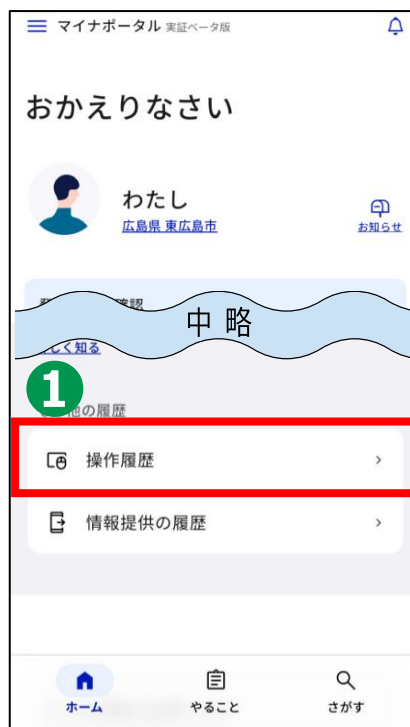 マイナポータル 実証ベータ版
おかえりなさい
わたし
広島県 東広島市
お知らせ
確認
中略
しく知る
1
他の履歴
操作履歴
情報提供の履歴
ホーム
やること
さがす